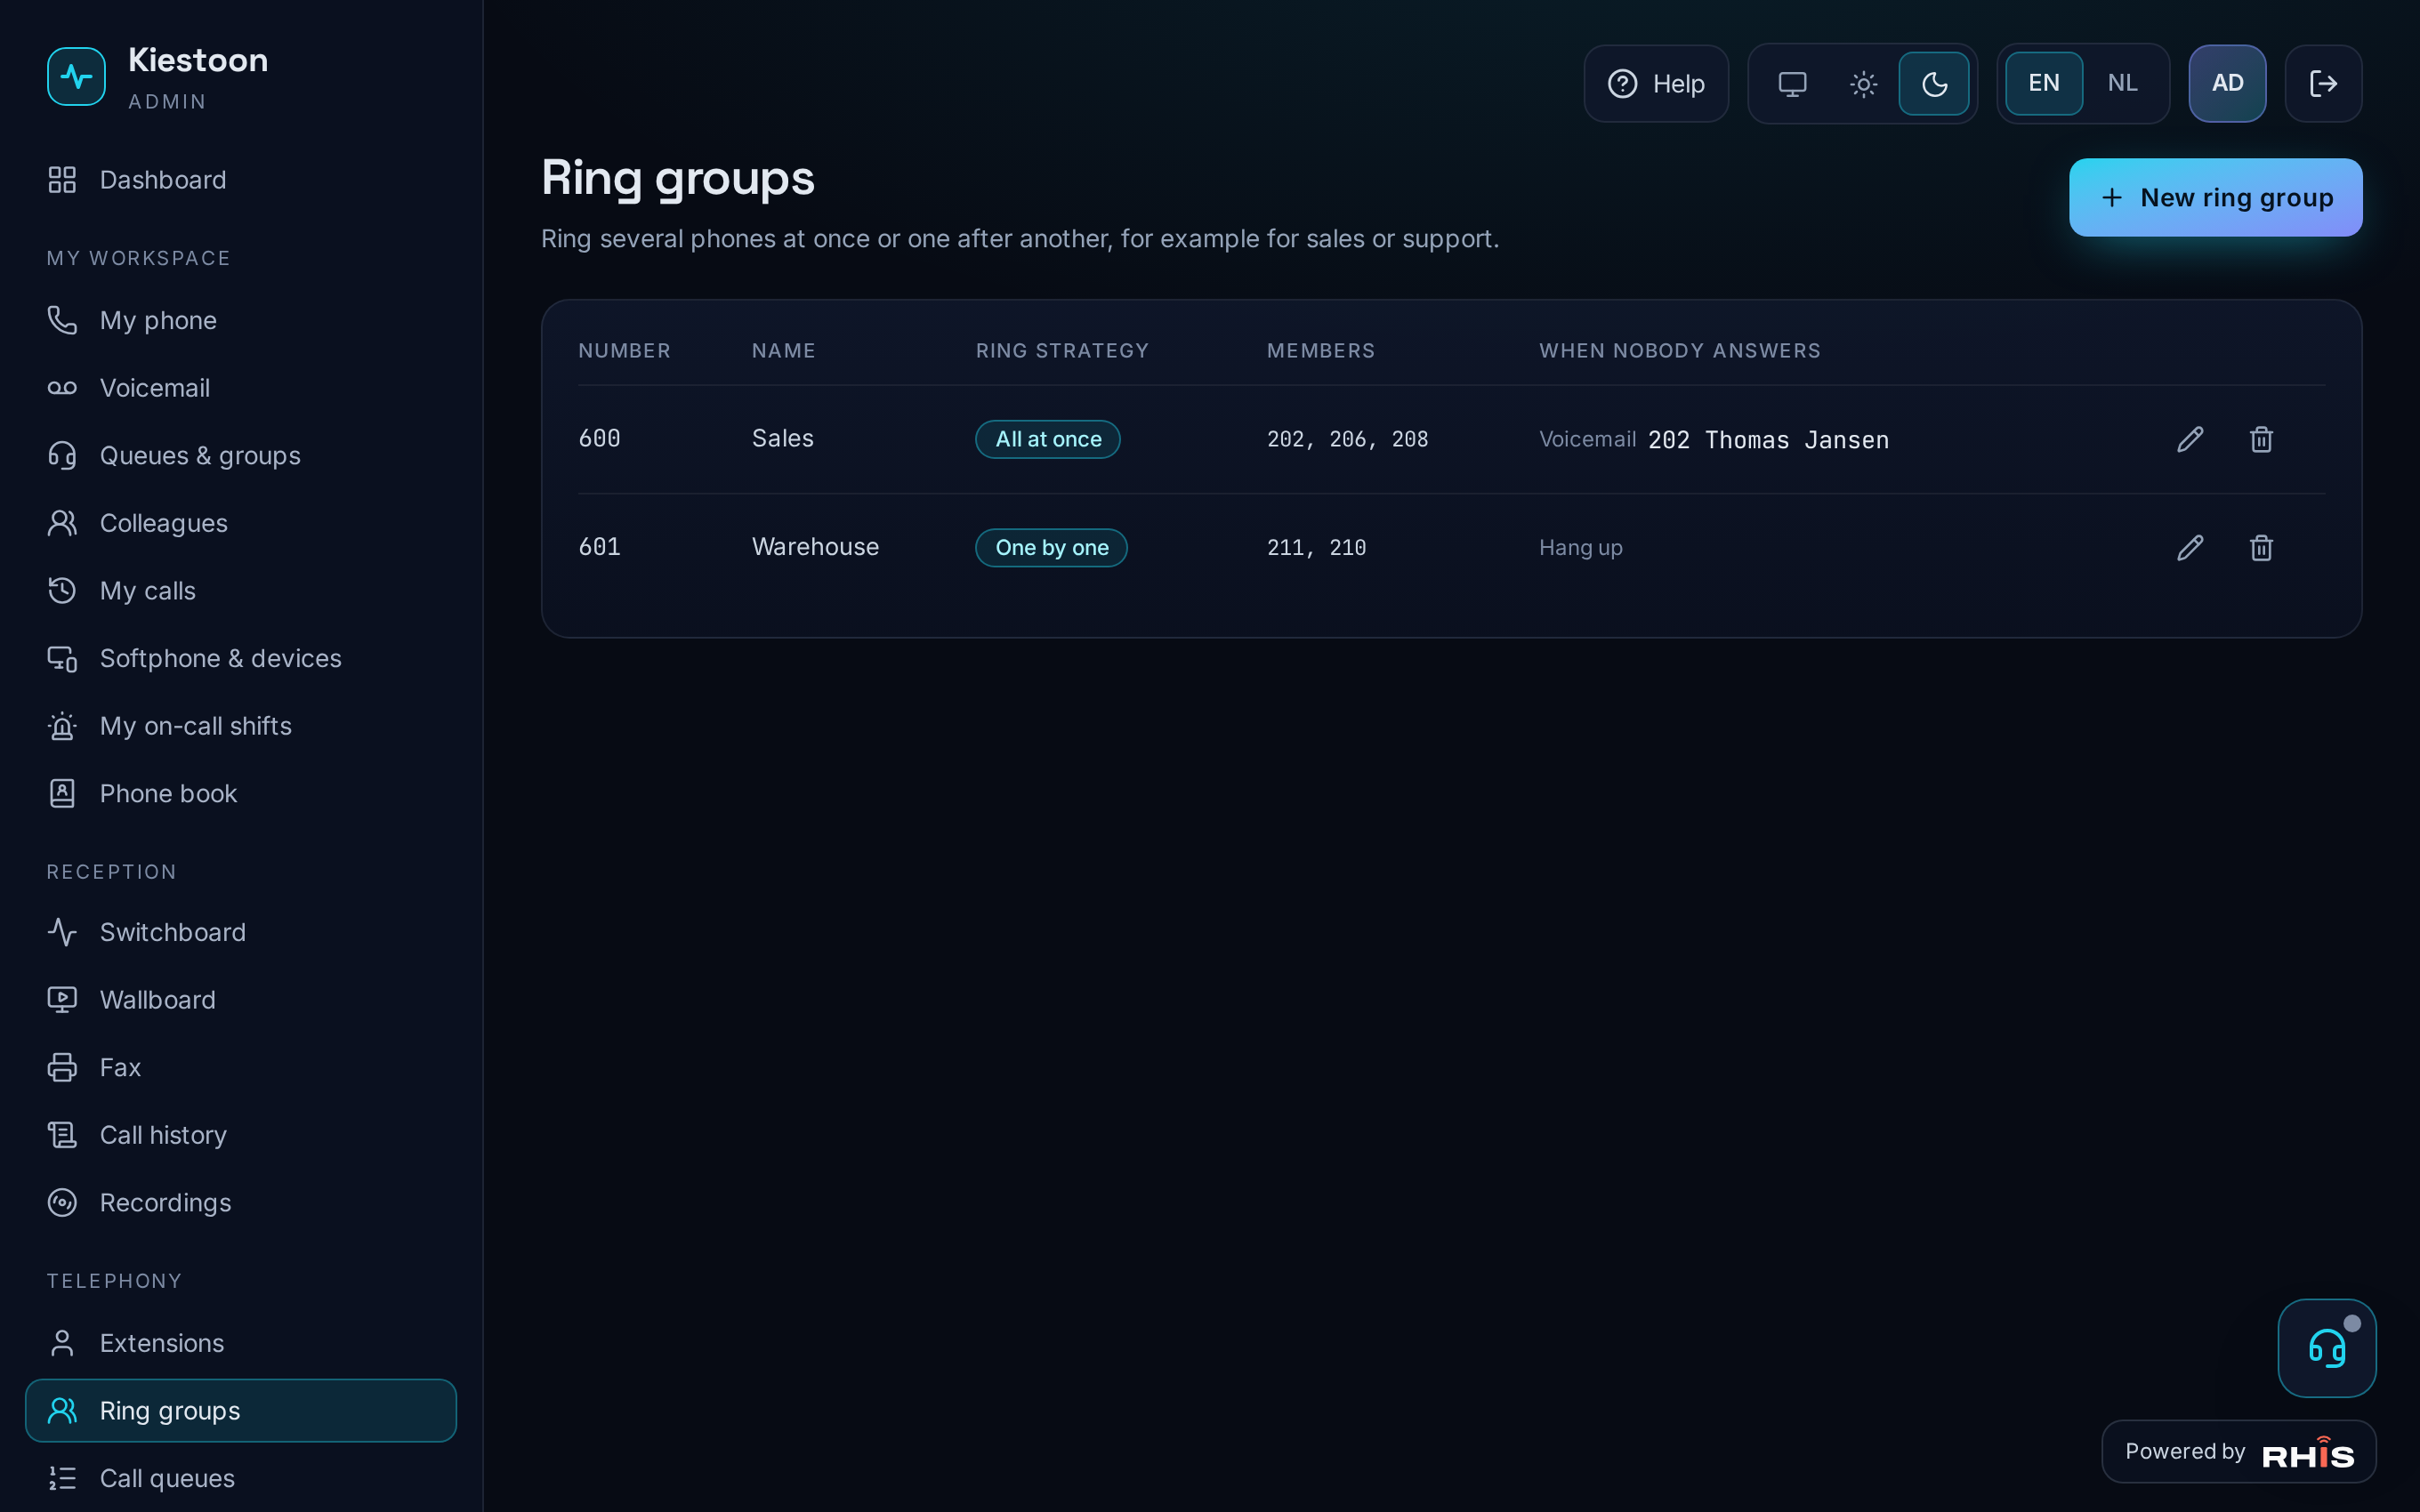 Kiestoon
ADMIN
Dashboard
MY WORKSPACE
My phone
Voicemail
Queues & groups
Colleagues
My calls
Softphone & devices
My on-call shifts
Phone book
RECEPTION
Switchboard
Wallboard
Fax
Call history
Recordings
TELEPHONY
Extensions
Ring groups
Call queues
Help
EN NL
AD
Ring groups
Ring several phones at once or one after another, for example for sales or support.
New ring group
NUMBER NAME RING STRATEGY MEMBERS WHEN NOBODY ANSWERS
600 Sales All at once 202, 206, 208 Voicemail 202 Thomas Jansen
601 Warehouse One by one 211, 210 Hang up
Powered by RHIS